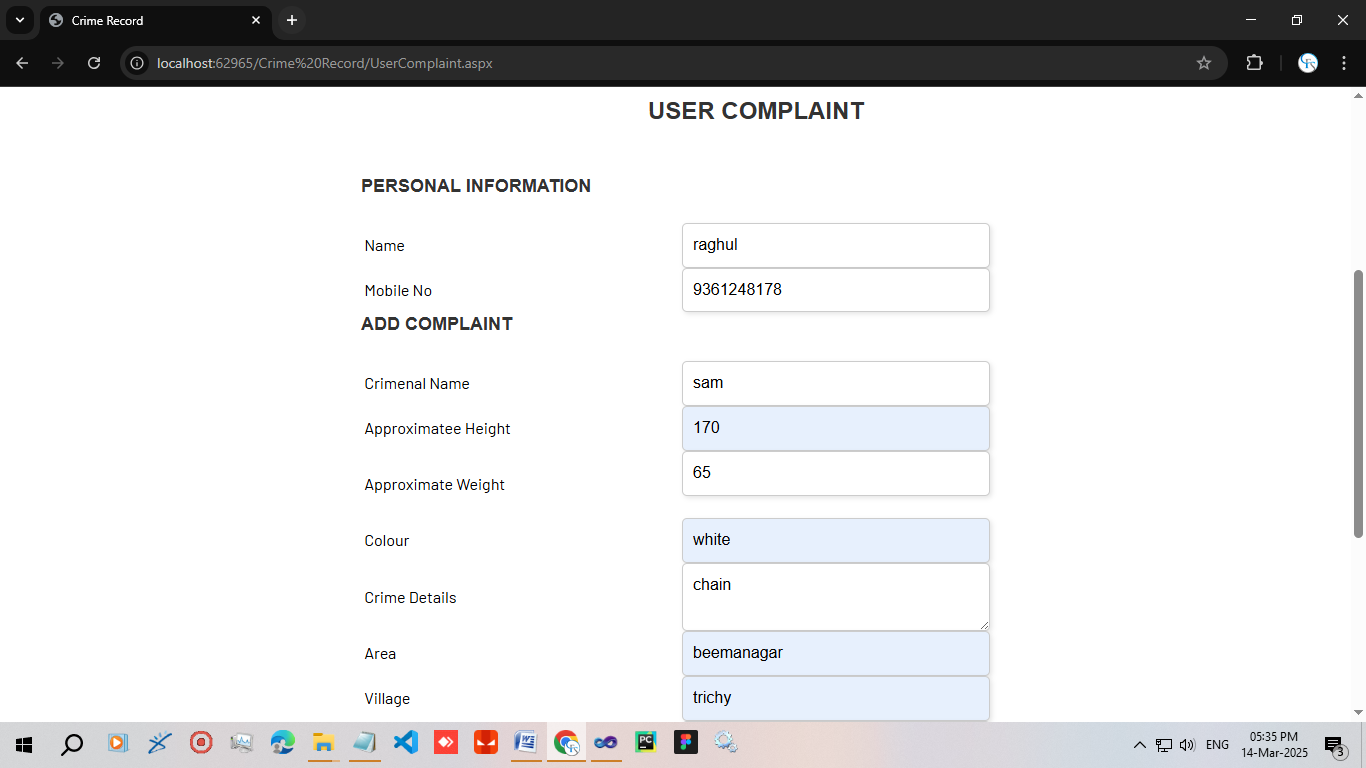 Crime Record
localhost:62965/Crime%20Record/UserComplaint.aspx
USER COMPLAINT
PERSONAL INFORMATION
Name raghul
Mobile No 9361248178
ADD COMPLAINT
Crimenal Name sam
Approximatee Height 170
Approximate Weight 65
Colour white
Crime Details chain
Area beemanagar
Village trichy
ENG 05:35 PM
14-Mar-2025 3